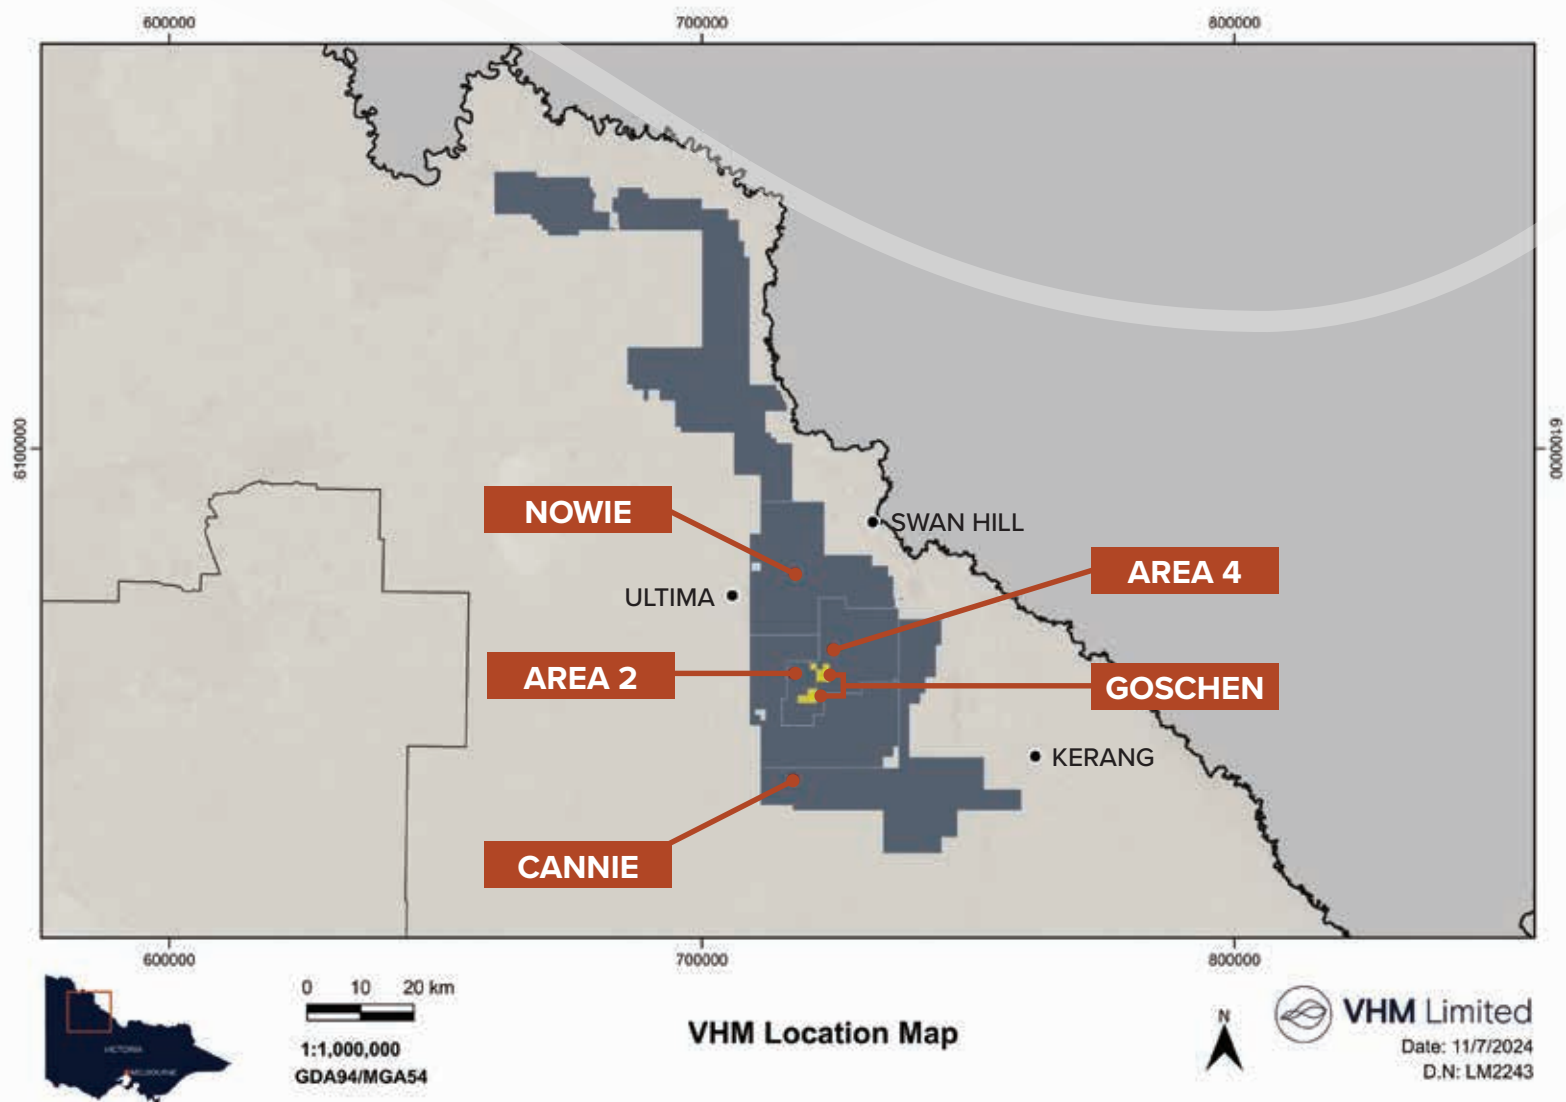 600000
700000
800000
6100000
6100000
NOWIE
SWAN HILL
AREA 4
ULTIMA
AREA 2
GOSCHEN
KERANG
CANNIE
600000
700000
800000
0 10 20 km
1:1,000,000
GDA94/MGA54
VICTORIA
MELBOURNE
VHM Location Map
N
VHM Limited
Date: 11/7/2024
D.N: LM2243